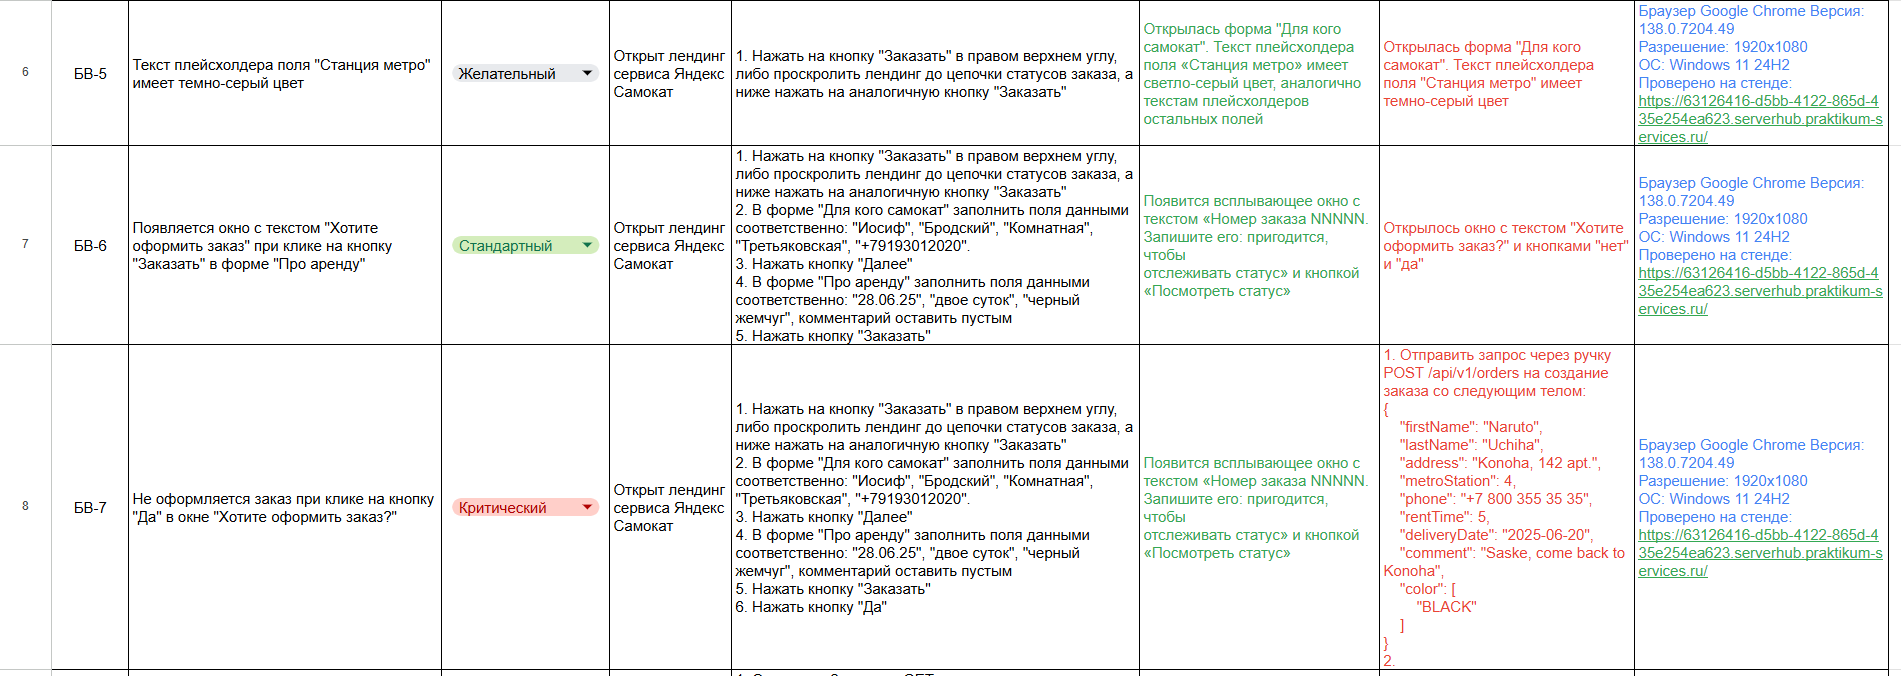 6
БВ-5
Текст плейсхолдера поля "Станция метро"
имеет темно-серый цвет
Желательный
Открыт лендинг
сервиса Яндекс
Самокат
1. Нажать на кнопку "Заказать" в правом верхнем углу,
либо проскролить лендинг до цепочки статусов заказа, а
ниже нажать на аналогичную кнопку "Заказать"
Открылась форма "Для кого
самокат". Текст плейсхолдера
поля «Станция метро» имеет
светло-серый цвет, аналогично
текстам плейсхолдеров
остальных полей
Открылась форма "Для кого
самокат". Текст плейсхолдера
поля "Станция метро" имеет
темно-серый цвет
Браузер Google Chrome Версия:
138.0.7204.49
Разрешение: 1920x1080
ОС: Windows 11 24H2
Проверено на стенде:
https://63126416-d5bb-4122-865d-4
35e254ea623.serverhub.praktikum-s
ervices.ru/
7
БВ-6
Появляется окно с текстом "Хотите
оформить заказ" при клике на кнопку
"Заказать" в форме "Про аренду"
Стандартный
Открыт лендинг
сервиса Яндекс
Самокат
1. Нажать на кнопку "Заказать" в правом верхнем углу,
либо проскролить лендинг до цепочки статусов заказа, а
ниже нажать на аналогичную кнопку "Заказать"
2. В форме "Для кого самокат" заполнить поля данными
соответственно: "Иосиф", "Бродский", "Комнатная",
"Третьяковская", "+79193012020".
3. Нажать кнопку "Далее"
4. В форме "Про аренду" заполнить поля данными
соответственно: "28.06.25", "двое суток", "черный
жемчуг", комментарий оставить пустым
5. Нажать кнопку "Заказать"
Появится всплывающее окно с
текстом «Номер заказа NNNNN.
Запишите его: пригодится,
чтобы
отслеживать статус» и кнопкой
«Посмотреть статус»
Открылось окно с текстом "Хотите
оформить заказ?" и кнопками "нет"
и "да"
Браузер Google Chrome Версия:
138.0.7204.49
Разрешение: 1920x1080
ОС: Windows 11 24H2
Проверено на стенде:
https://63126416-d5bb-4122-865d-4
35e254ea623.serverhub.praktikum-s
ervices.ru/
8
БВ-7
Не оформляется заказ при клике на кнопку
"Да" в окне "Хотите оформить заказ?"
Критический
Открыт лендинг
сервиса Яндекс
Самокат
1. Нажать на кнопку "Заказать" в правом верхнем углу,
либо проскролить лендинг до цепочки статусов заказа, а
ниже нажать на аналогичную кнопку "Заказать"
2. В форме "Для кого самокат" заполнить поля данными
соответственно: "Иосиф", "Бродский", "Комнатная",
"Третьяковская", "+79193012020".
3. Нажать кнопку "Далее"
4. В форме "Про аренду" заполнить поля данными
соответственно: "28.06.25", "двое суток", "черный
жемчуг", комментарий оставить пустым
5. Нажать кнопку "Заказать"
6. Нажать кнопку "Да"
Появится всплывающее окно с
текстом «Номер заказа NNNNN.
Запишите его: пригодится,
чтобы
отслеживать статус» и кнопкой
«Посмотреть статус»
1. Отправить запрос через ручку
POST /api/v1/orders на создание
заказа со следующим телом:
{
"firstName": "Naruto",
"lastName": "Uchiha",
"address": "Konoha, 142 apt.",
"metroStation": 4,
"phone": "+7 800 355 35 35",
"rentTime": 5,
"deliveryDate": "2025-06-20",
"comment": "Saske, come back to
Konoha",
"color": [
"BLACK"
]
}
2.
Браузер Google Chrome Версия:
138.0.7204.49
Разрешение: 1920x1080
ОС: Windows 11 24H2
Проверено на стенде:
https://63126416-d5bb-4122-865d-4
35e254ea623.serverhub.praktikum-s
ervices.ru/